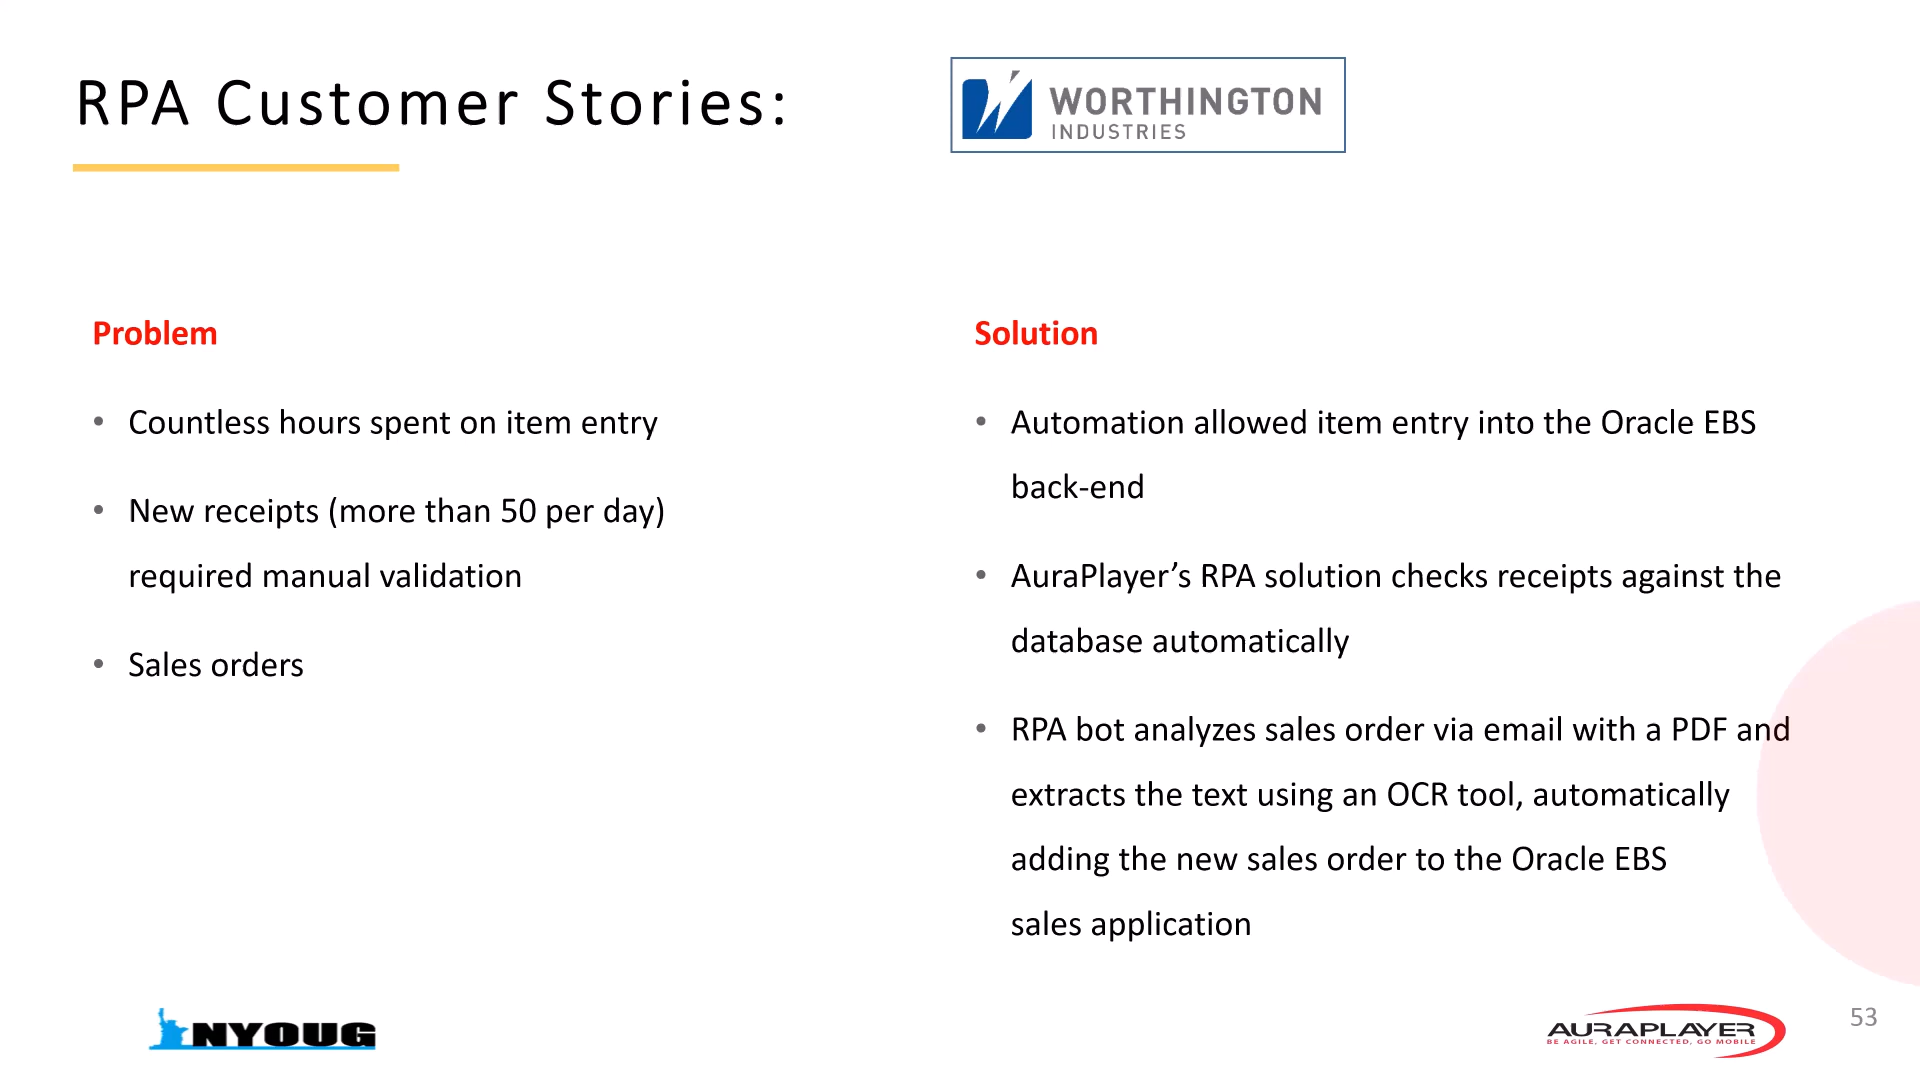 RPA Customer Stories:
WORTHINGTON
INDUSTRIES
Problem
• Countless hours spent on item entry
• New receipts (more than 50 per day)
required manual validation
• Sales orders
Solution
• Automation allowed item entry into the Oracle EBS
back-end
• AuraPlayer’s RPA solution checks receipts against the
database automatically
• RPA bot analyzes sales order via email with a PDF and
extracts the text using an OCR tool, automatically
adding the new sales order to the Oracle EBS
sales application
NYOUG
AURAPLAYER
BE AGILE, GET CONNECTED, GO MOBILE
53